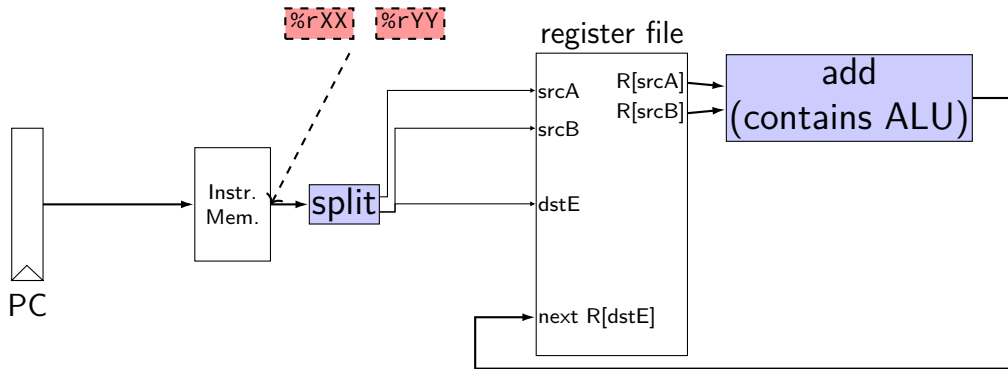 %rXX %rYY
register file
add
(contains ALU)
R[srcA]
R[srcB]
srcA
srcB
Instr.
Mem.
split
dstE
PC
next R[dstE]